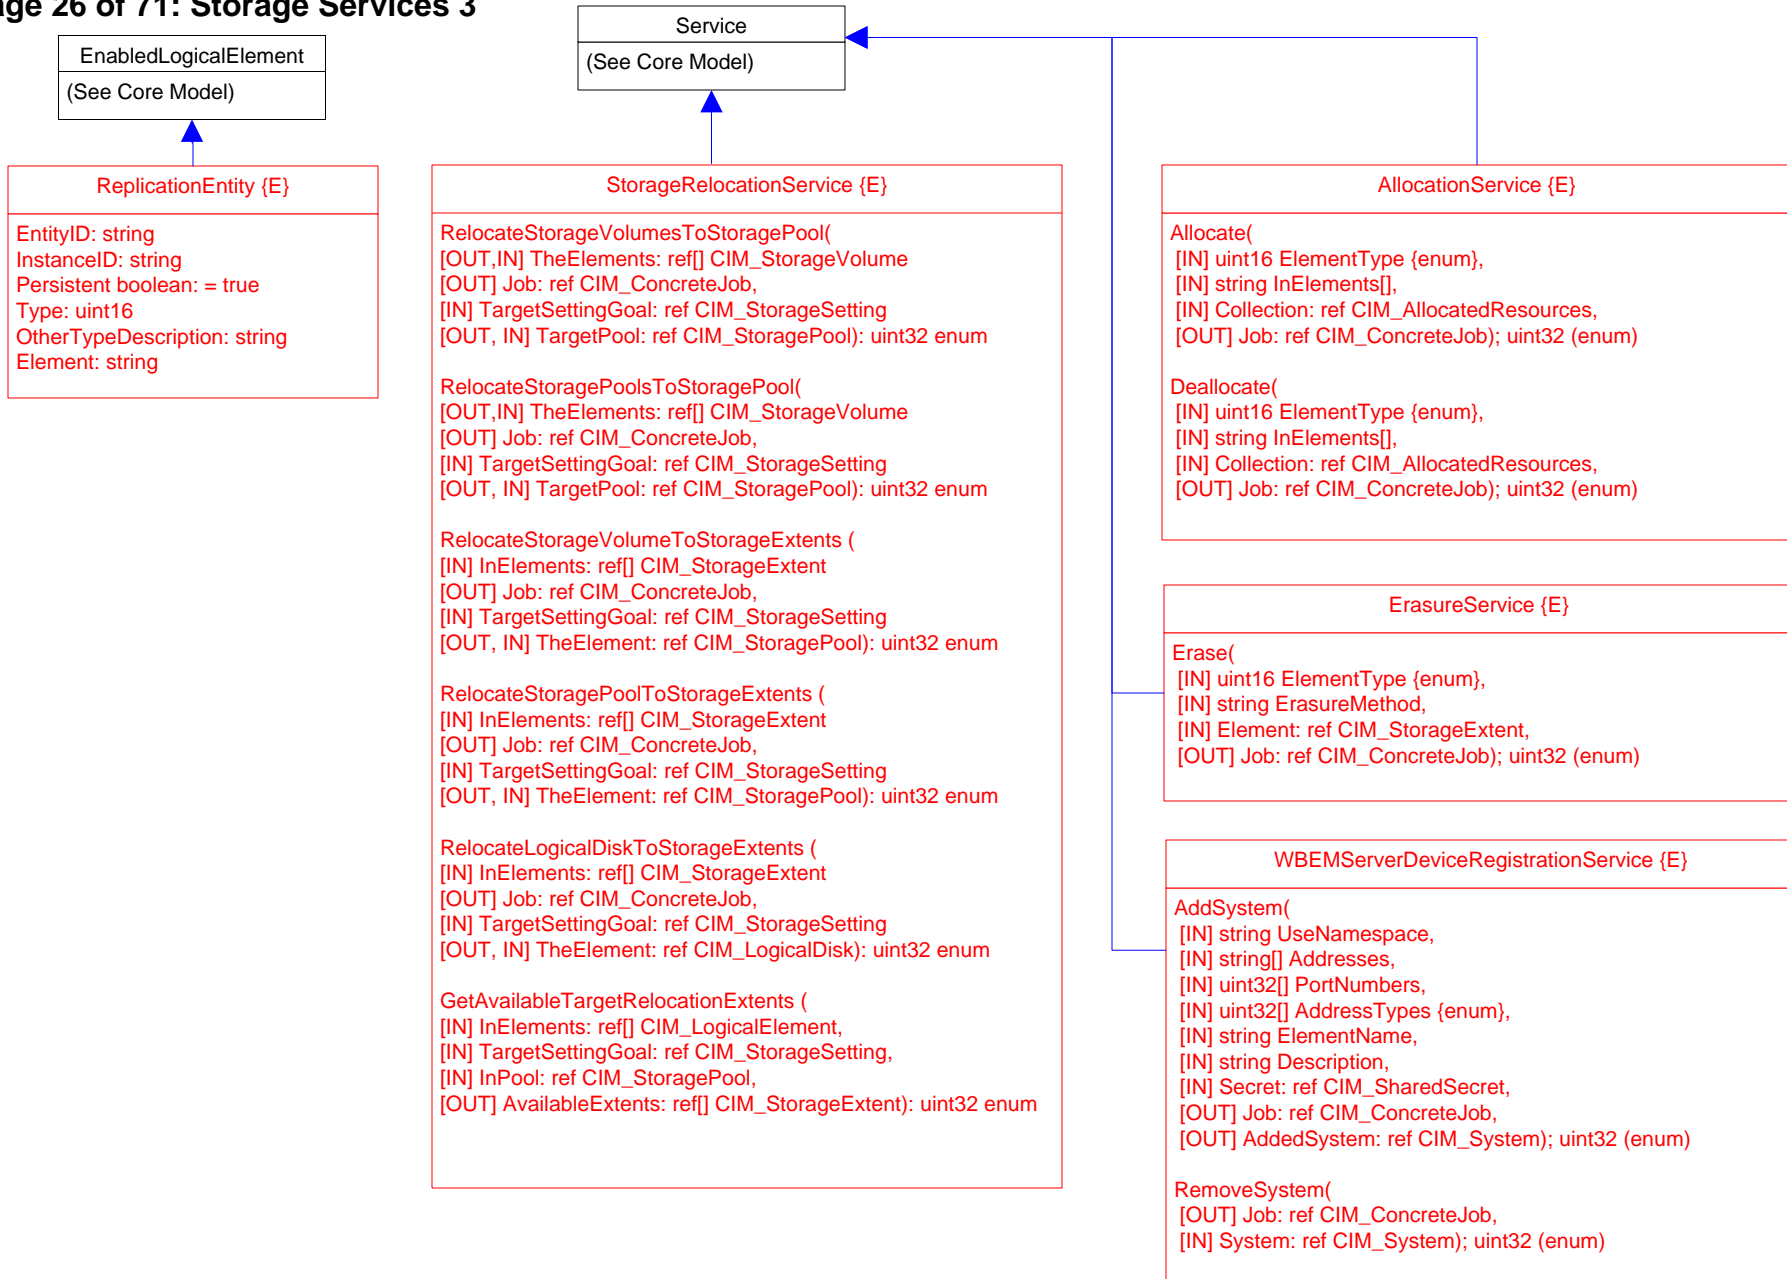 age 26 of 71: Storage Services 3
EnabledLogicalElement
(See Core Model)
Service
(See Core Model)
ReplicationEntity {E}
EntityID: string
InstanceID: string
Persistent boolean: = true
Type: uint16
OtherTypeDescription: string
Element: string
StorageRelocationService {E}
RelocateStorageVolumesToStoragePool(
[OUT,IN] TheElements: ref[] CIM_StorageVolume
[OUT] Job: ref CIM_ConcreteJob,
[IN] TargetSettingGoal: ref CIM_StorageSetting
[OUT, IN] TargetPool: ref CIM_StoragePool): uint32 enum
RelocateStoragePoolsToStoragePool(
[OUT,IN] TheElements: ref[] CIM_StorageVolume
[OUT] Job: ref CIM_ConcreteJob,
[IN] TargetSettingGoal: ref CIM_StorageSetting
[OUT, IN] TargetPool: ref CIM_StoragePool): uint32 enum
RelocateStorageVolumeToStorageExtents (
[IN] InElements: ref[] CIM_StorageExtent
[OUT] Job: ref CIM_ConcreteJob,
[IN] TargetSettingGoal: ref CIM_StorageSetting
[OUT, IN] TheElement: ref CIM_StoragePool): uint32 enum
RelocateStoragePoolToStorageExtents (
[IN] InElements: ref[] CIM_StorageExtent
[OUT] Job: ref CIM_ConcreteJob,
[IN] TargetSettingGoal: ref CIM_StorageSetting
[OUT, IN] TheElement: ref CIM_StoragePool): uint32 enum
RelocateLogicalDiskToStorageExtents (
[IN] InElements: ref[] CIM_StorageExtent
[OUT] Job: ref CIM_ConcreteJob,
[IN] TargetSettingGoal: ref CIM_StorageSetting
[OUT, IN] TheElement: ref CIM_LogicalDisk): uint32 enum
GetAvailableTargetRelocationExtents (
[IN] InElements: ref[] CIM_LogicalElement,
[IN] TargetSettingGoal: ref CIM_StorageSetting,
[IN] InPool: ref CIM_StoragePool,
[OUT] AvailableExtents: ref[] CIM_StorageExtent): uint32 enum
AllocationService {E}
Allocate(
[IN] uint16 ElementType {enum},
[IN] string InElements[],
[IN] Collection: ref CIM_AllocatedResources,
[OUT] Job: ref CIM_ConcreteJob); uint32 (enum)
Deallocate(
[IN] uint16 ElementType {enum},
[IN] string InElements[],
[IN] Collection: ref CIM_AllocatedResources,
[OUT] Job: ref CIM_ConcreteJob); uint32 (enum)
ErasureService {E}
Erase(
[IN] uint16 ElementType {enum},
[IN] string ErasureMethod,
[IN] Element: ref CIM_StorageExtent,
[OUT] Job: ref CIM_ConcreteJob); uint32 (enum)
WBEMServerDeviceRegistrationService {E}
AddSystem(
[IN] string UseNamespace,
[IN] string[] Addresses,
[IN] uint32[] PortNumbers,
[IN] uint32[] AddressTypes {enum},
[IN] string ElementName,
[IN] string Description,
[IN] Secret: ref CIM_SharedSecret,
[OUT] Job: ref CIM_ConcreteJob,
[OUT] AddedSystem: ref CIM_System); uint32 (enum)
RemoveSystem(
[OUT] Job: ref CIM_ConcreteJob,
[IN] System: ref CIM_System); uint32 (enum)